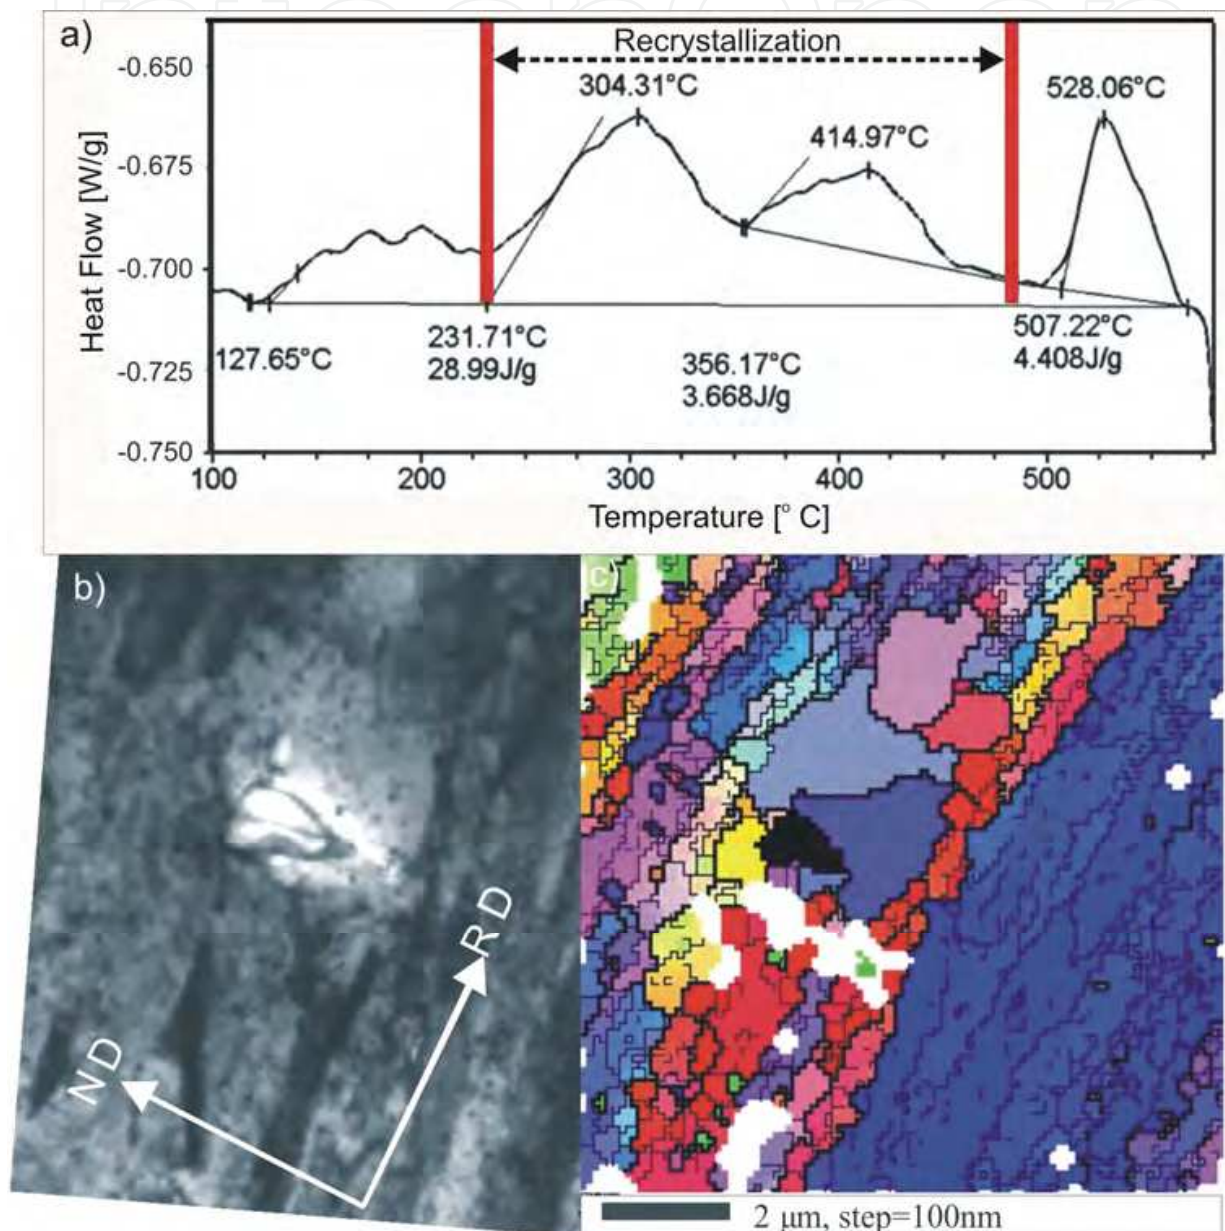 a)
Recrystallization
304.31°C
528.06°C
414.97°C
Heat Flow [W/g]
-0.650
-0.675
-0.700
-0.725
-0.750
127.65°C
231.71°C
28.99J/g
356.17°C
3.668J/g
507.22°C
4.408J/g
100
200
300
400
500
Temperature [° C]
b)
c)
RD
ND
2 μm, step=100nm